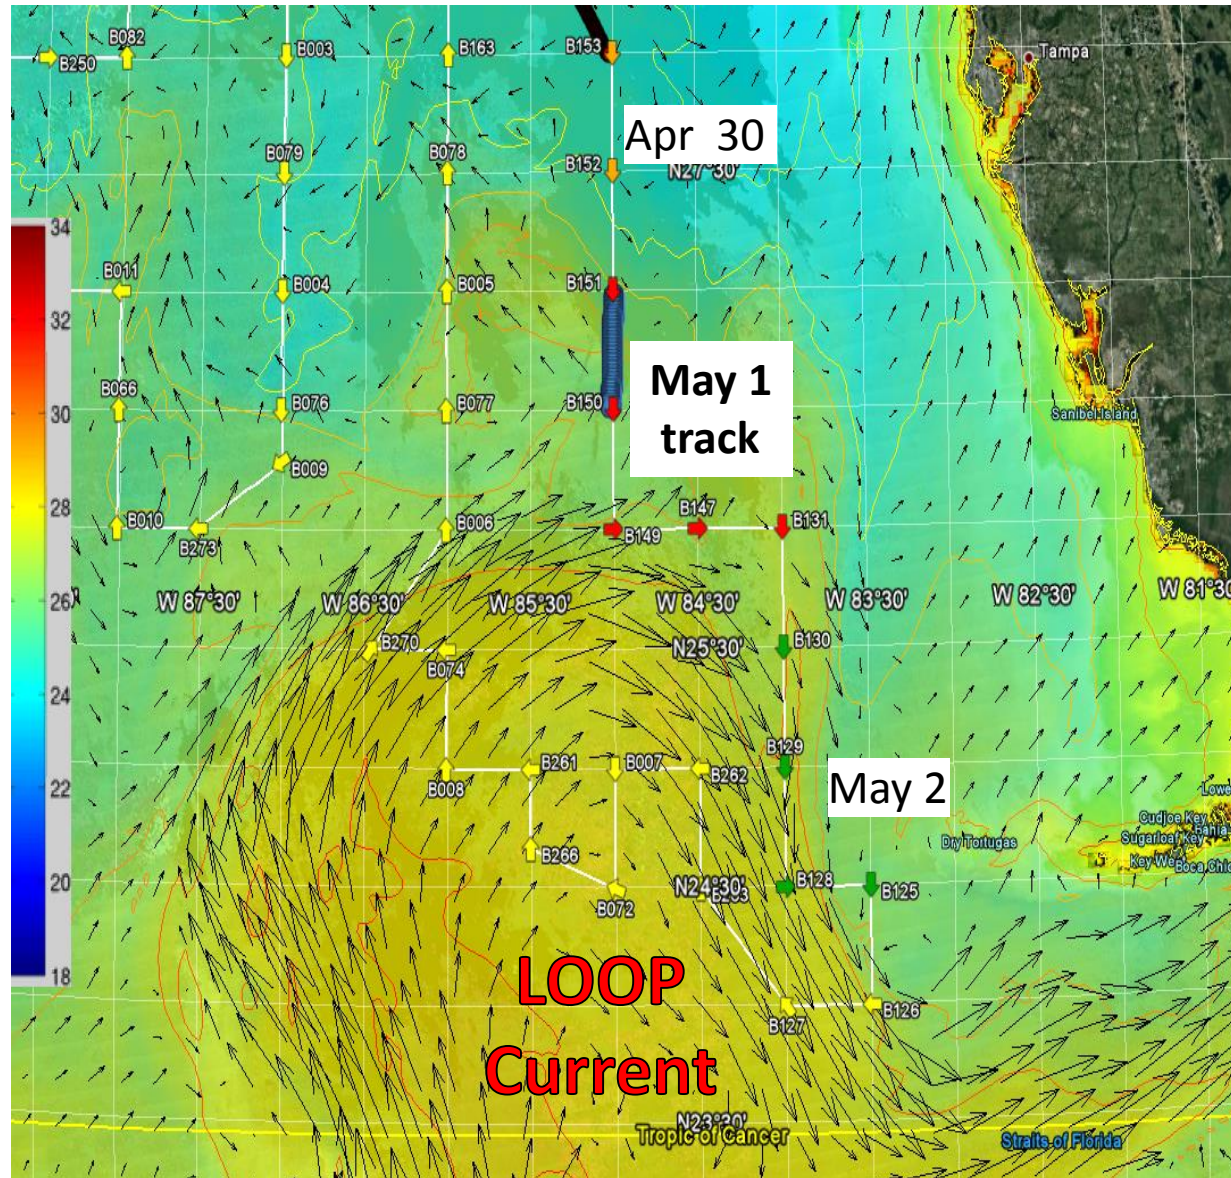 B082
B003
B163
B153
Tampa
B250
Apr 30
B079
B078
B152
N27°30'
34
B011
B004
B005
B151
32
May 1
track
B066
B076
B077
B150
30
Sanibel Island
B009
28
B010
B273
B006
B149
B147
B131
26
W 87°30'
W 86°30'
W 85°30'
W 84°30'
W 83°30'
W 82°30'
W 81°30'
B270
B074
N25°30'
B130
24
B129
B008
B261
B007
B262
22
May 2
Lowe
Cudjoe Key
Bahia
Sugarloaf Key
Dry Tortugas
B266
Key We
Boca Chic
20
B072
N24°30'
B128
B125
18
LOOP
Current
B127
B126
N23°30'
Tropic of Cancer
Straits of Florida